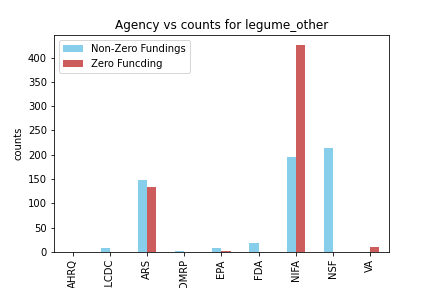 Agency vs counts for legume_other
Non-Zero Fundings
Zero Funcding
counts
400
350
300
250
200
150
100
50
0
AHRQ
LCDC
ARS
DMRP
EPA
FDA
NIFA
NSF
VA